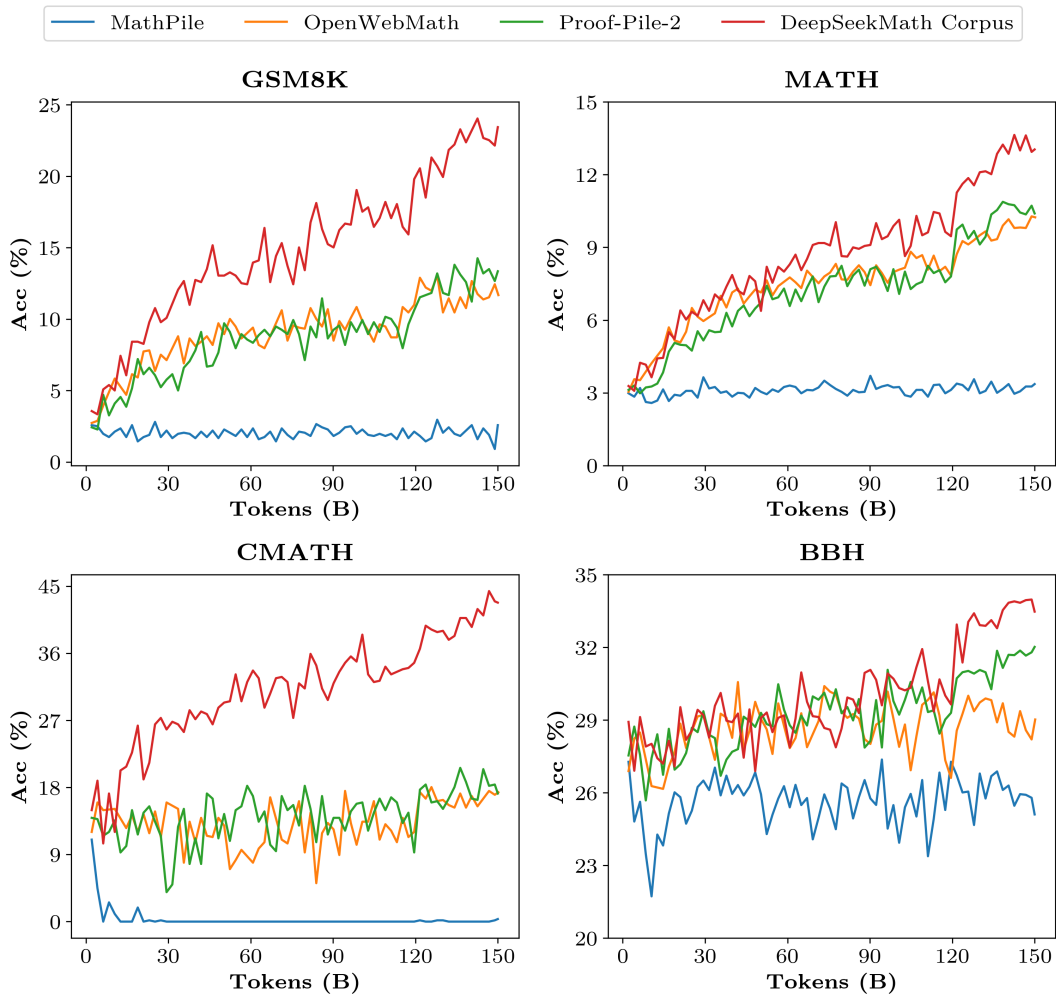 MathPile OpenWebMath Proof-Pile-2 DeepSeekMath Corpus
GSM8K
25
20
15
10
5
0
Acc (%)
0 30 60 90 120 150
Tokens (B)
MATH
15
12
9
6
3
0
Acc (%)
0 30 60 90 120 150
Tokens (B)
CMATH
45
36
27
18
9
0
Acc (%)
0 30 60 90 120 150
Tokens (B)
BBH
35
32
29
26
23
20
Acc (%)
0 30 60 90 120 150
Tokens (B)